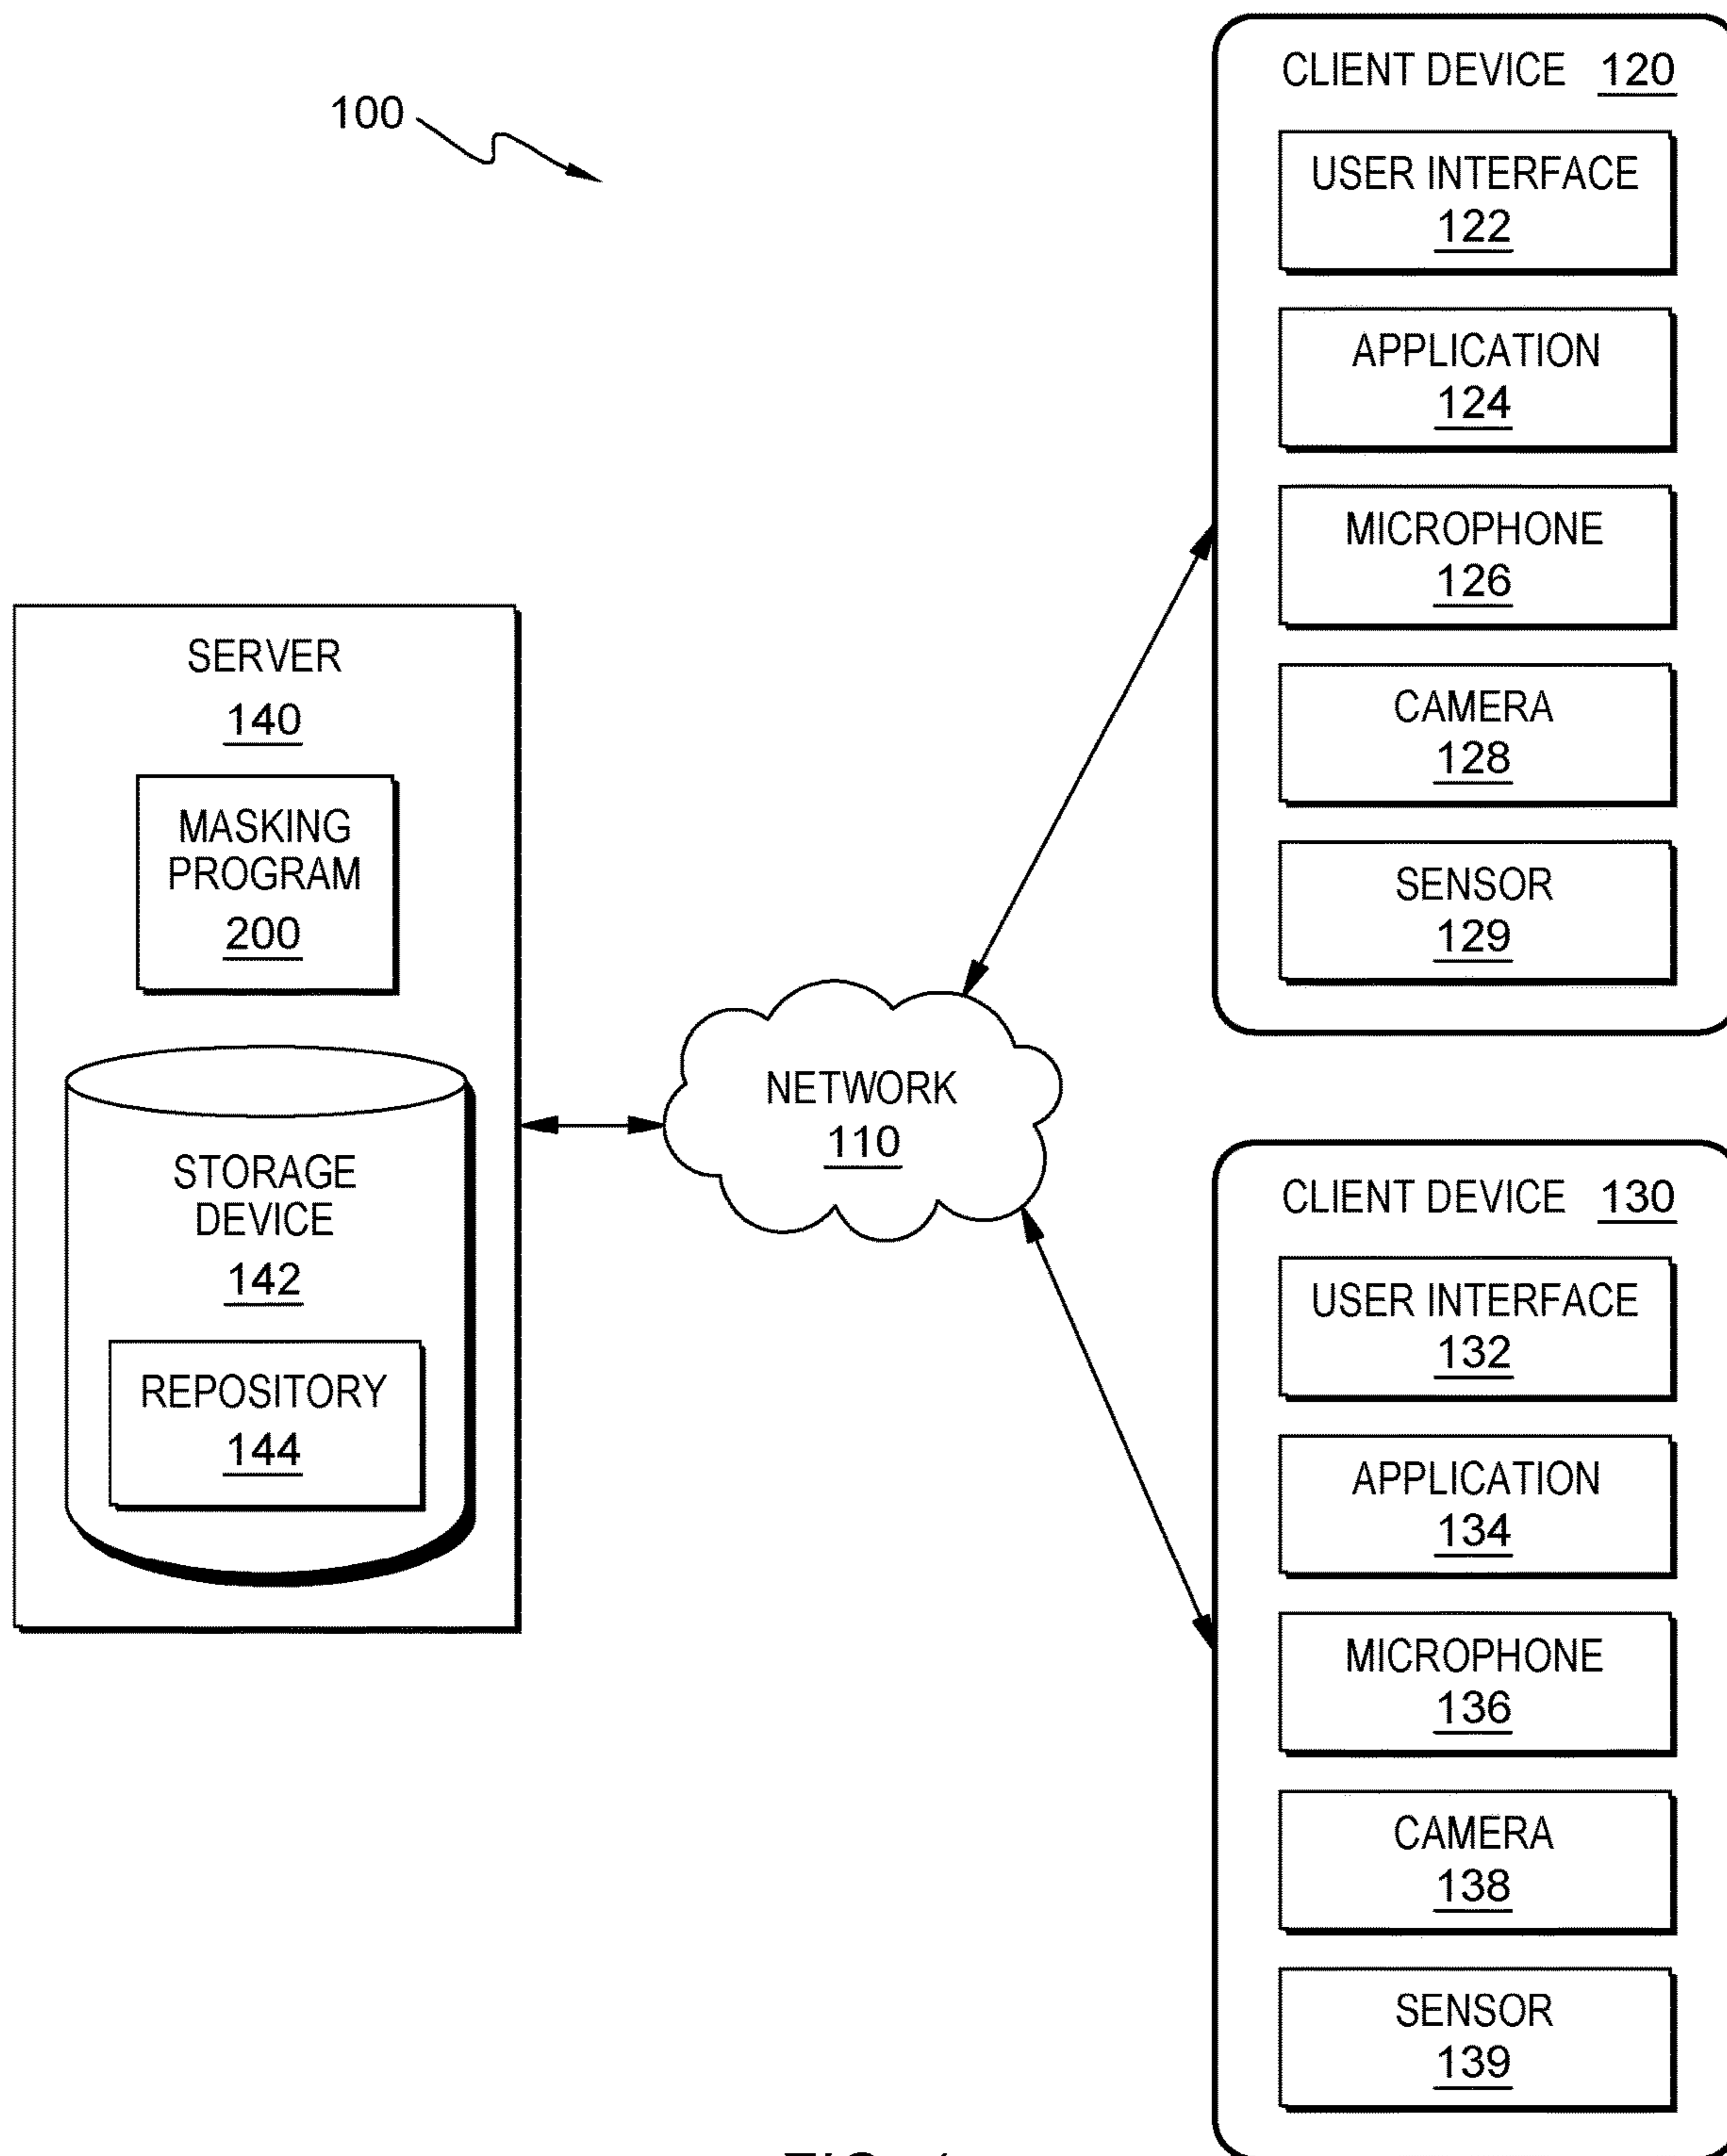 100
CLIENT DEVICE 120
USER INTERFACE
122
APPLICATION
124
MICROPHONE
126
CAMERA
128
SENSOR
129
SERVER
140
MASKING
PROGRAM
200
STORAGE
DEVICE
142
REPOSITORY
144
NETWORK
110
CLIENT DEVICE 130
USER INTERFACE
132
APPLICATION
134
MICROPHONE
136
CAMERA
138
SENSOR
139